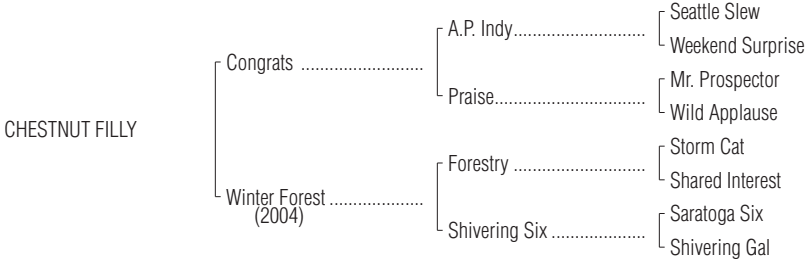 Seattle Slew
A.P. Indy..............................
Weekend Surprise
Congrats ...........................
Mr. Prospector
Praise..................................
Wild Applause
CHESTNUT FILLY
Storm Cat
Forestry ..............................
Shared Interest
Winter Forest .....................
(2004)
Saratoga Six
Shivering Six .....................
Shivering Gal